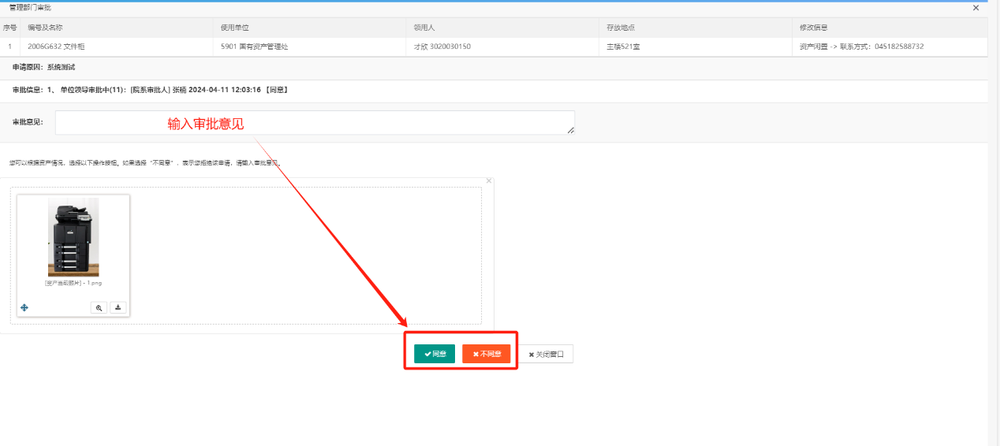 管理部门审批
序号 编号及名称 使用单位 领用人 存放地点 修改信息
1 2006G632 文件柜 5901 国有资产管理处 才欣 3020030150 主楼521室 资产闲置 -> 联系方式：045182588732
申请原因：系统测试
审批信息：1、 单位领导审批中(11)：[院系审批人] 张楠 2024-04-11 12:03:16 【同意】
审批意见：
输入审批意见
您可以根据资产情况，选择以下操作按钮。如果选择“不同意”，表示您拒绝该申请，请输入审批意见。
[资产当前照片] - 1.png
同意 不同意 关闭窗口